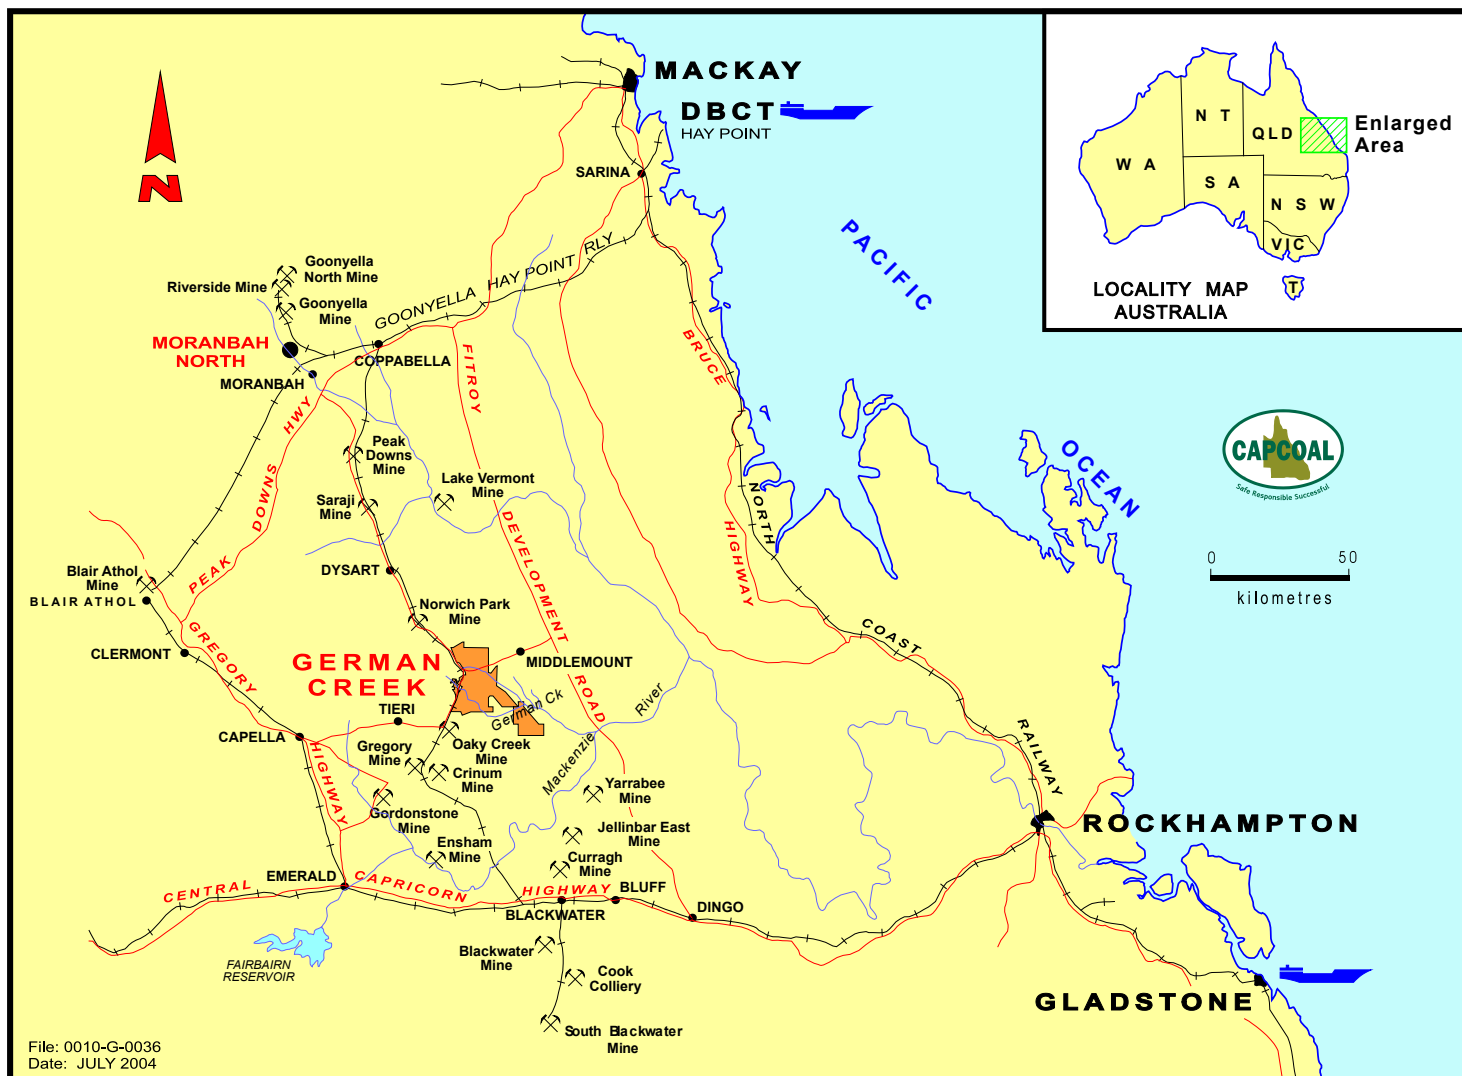 MACKAY
DBCT
HAY POINT
SARINA
N
PACIFIC
OCEAN
N T
QLD
W A
S A
N S W
VIC
T
Enlarged
Area
LOCALITY MAP
AUSTRALIA
Goonyella
North Mine
Riverside Mine
Goonyella
Mine
GOONYELLA HAY POINT RLY
MORANBAH
NORTH
COPPABELLA
MORANBAH
FITROY
DEVELOPMENT
ROAD
BRUCE
HIGHWAY
PEAK DOWNS HWY
Peak
Downs
Mine
Lake Vermont
Mine
Saraji
Mine
NORTH
COAST
RAILWAY
CAPCOAL
Safe Responsible Successful
0 50
kilometres
Blair Athol
Mine
BLAIR ATHOL
DYSART
Norwich Park
Mine
CLERMONT
GREGORY
HIGHWAY
GERMAN
CREEK
MIDDLEMOUNT
German Ck
TIERI
CAPELLA
Mackenzie
River
Oaky Creek
Mine
Gregory
Mine
Crinum
Mine
Gordonstone
Mine
Yarrabee
Mine
Jellinbar East
Mine
Ensham
Mine
Curragh
Mine
ROCKHAMPTON
EMERALD
CENTRAL
CAPRICORN
HIGHWAY
BLUFF
BLACKWATER
DINGO
FAIRBAIRN
RESERVOIR
Blackwater
Mine
Cook
Colliery
South Blackwater
Mine
GLADSTONE
File: 0010-G-0036
Date: JULY 2004